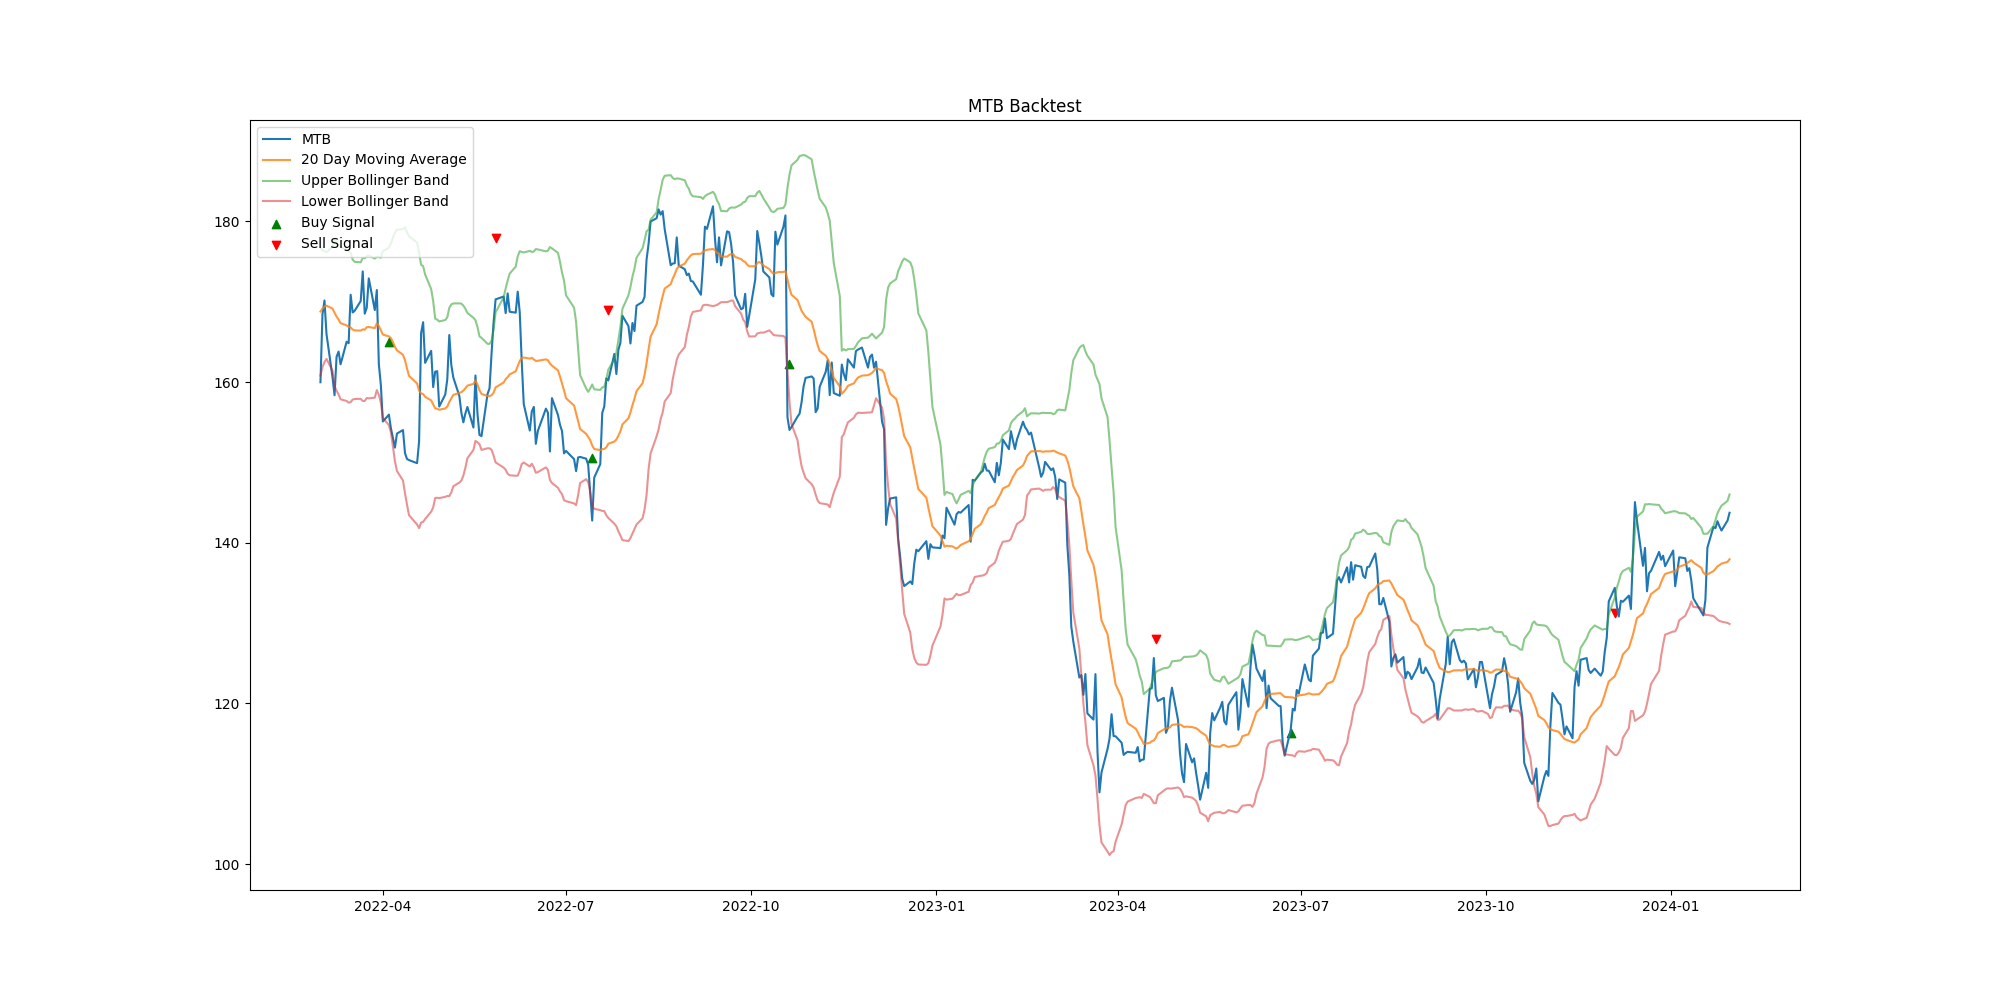 MTB Backtest
MTB
20 Day Moving Average
Upper Bollinger Band
Lower Bollinger Band
Buy Signal
Sell Signal
180
160
140
120
100
2022-04
2022-07
2022-10
2023-01
2023-04
2023-07
2023-10
2024-01